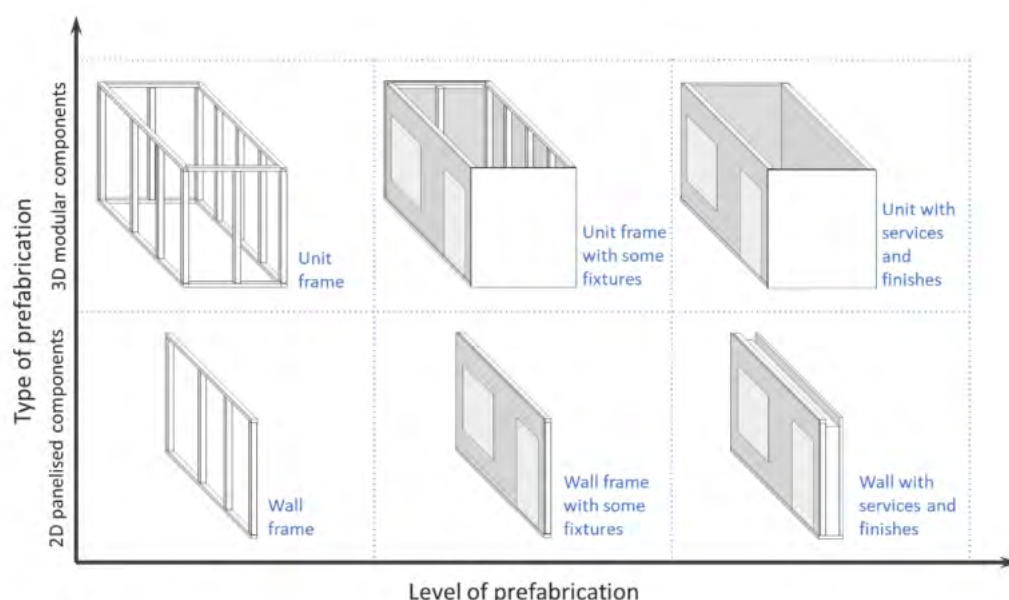 Type of prefabrication
3D modular components
Unit
frame
Unit frame
with some
fixtures
Unit with
services
and
finishes
2D panelised components
Wall
frame
Wall frame
with some
fixtures
Wall with
services and
finishes
Level of prefabrication